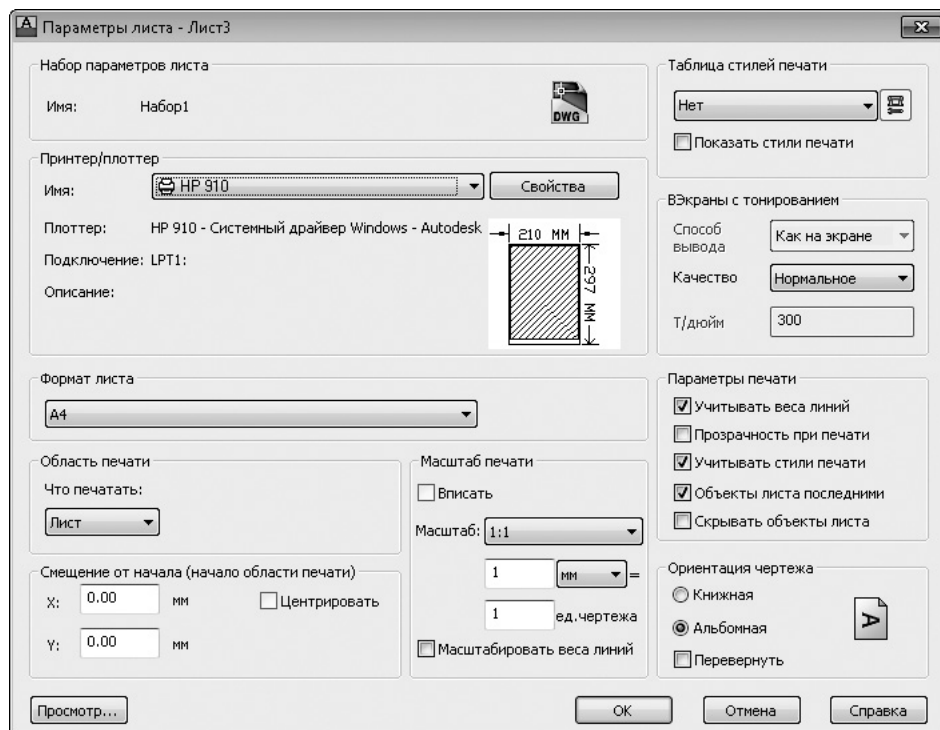 Параметры листа - Лист3
Набор параметров листа
Имя: Набор1
DWG
Принтер/плоттер
Имя: HP 910
Свойства
Плоттер: HP 910 - Системный драйвер Windows - Autodesk
Подключение: LPT1:
Описание:
210 MM
297 MM
Формат листа
A4
Область печати
Что печатать:
Лист
Смещение от начала (начало области печати)
X: 0.00 мм
Центрировать
Y: 0.00 мм
Масштаб печати
Вписать
Масштаб: 1:1
1 мм =
1 ед.чертежа
Масштабировать веса линий
Таблица стилей печати
Нет
Показать стили печати
ВЭкраны с тонированием
Способ вывода
Как на экране
Качество Нормальное
Т/дюйм 300
Параметры печати
Учитывать веса линий
Прозрачность при печати
Учитывать стили печати
Объекты листа последними
Скрывать объекты листа
Ориентация чертежа
Книжная
Альбомная
Перевернуть
A
Просмотр...
OK
Отмена
Справка